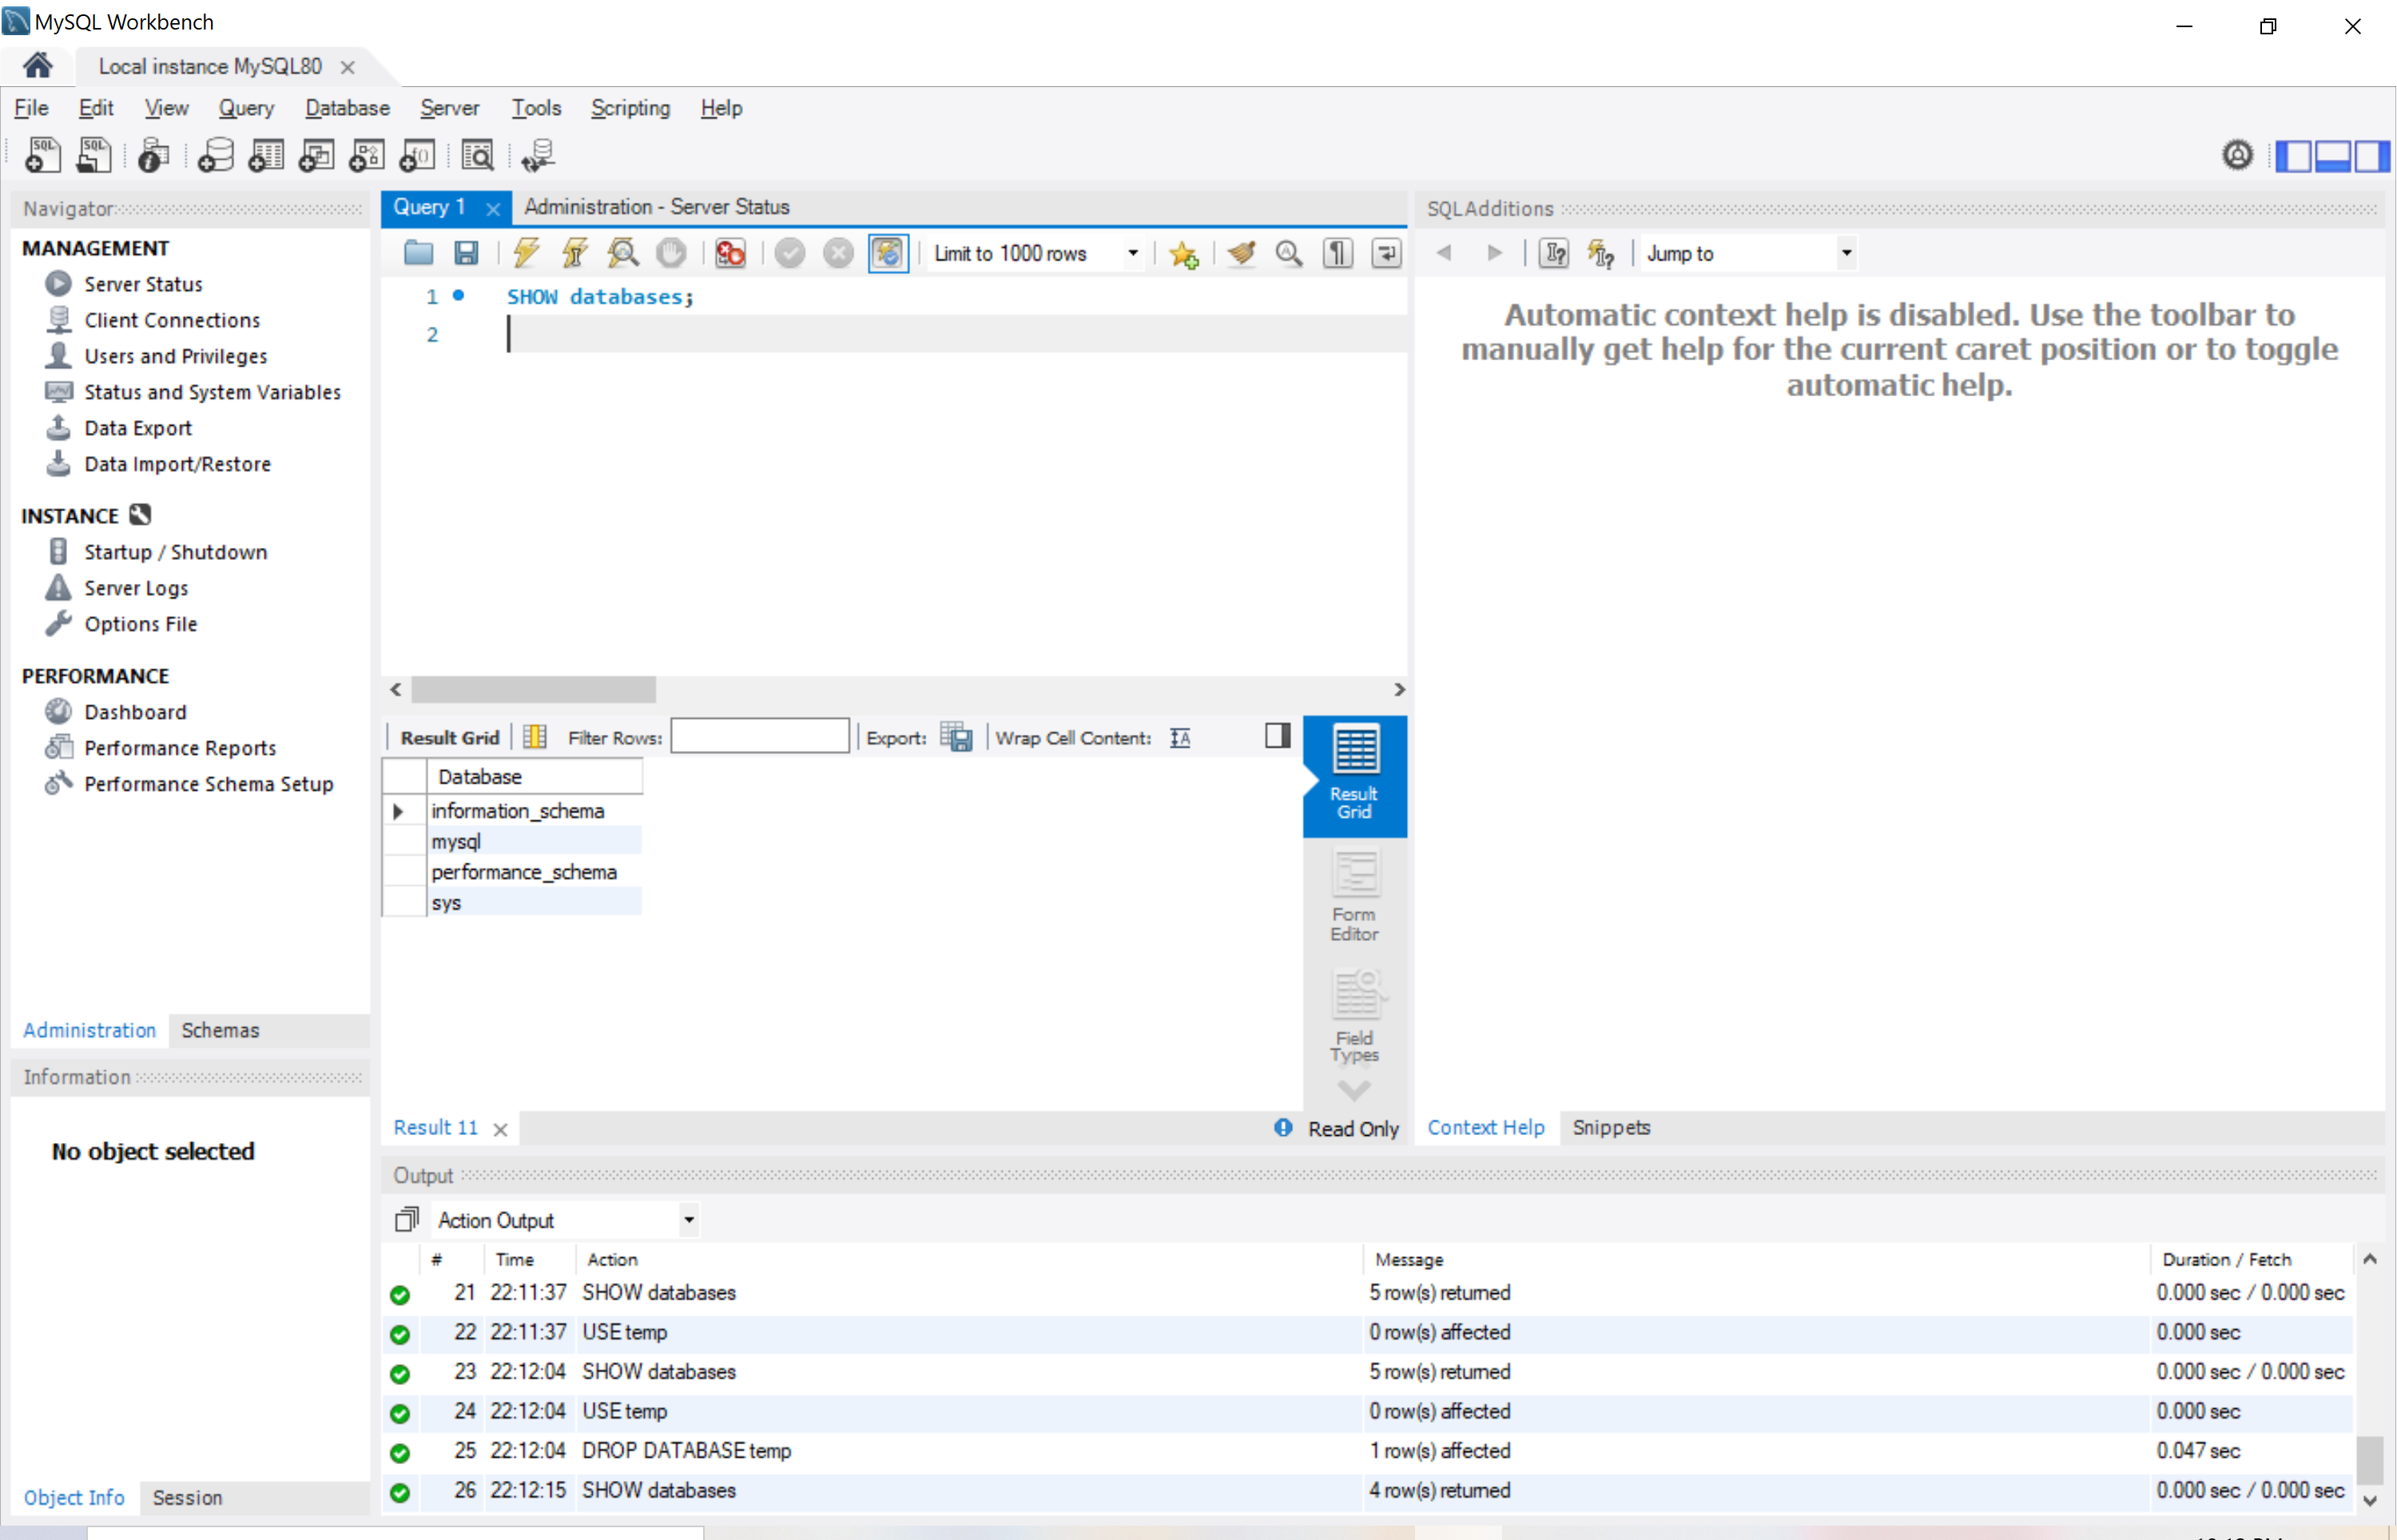 MySQL Workbench
Local instance MySQL80
File Edit View Query Database Server Tools Scripting Help
Navigator
MANAGEMENT
Server Status
Client Connections
Users and Privileges
Status and System Variables
Data Export
Data Import/Restore
INSTANCE
Startup / Shutdown
Server Logs
Options File
PERFORMANCE
Dashboard
Performance Reports
Performance Schema Setup
Administration Schemas
Information
No object selected
Object Info Session
Query 1 Administration - Server Status
Limit to 1000 rows
1 SHOW databases;
2
Result Grid Filter Rows: Export: Wrap Cell Content:
Database
information_schema
mysql
performance_schema
sys
Result
Grid
Form
Editor
Field
Types
Result 11 Read Only
SQLAdditions
Jump to
Automatic context help is disabled. Use the toolbar to
manually get help for the current caret position or to toggle
automatic help.
Context Help Snippets
Output
Action Output
# Time Action Message Duration / Fetch
21 22:11:37 SHOW databases 5 row(s) returned 0.000 sec / 0.000 sec
22 22:11:37 USE temp 0 row(s) affected 0.000 sec
23 22:12:04 SHOW databases 5 row(s) returned 0.000 sec / 0.000 sec
24 22:12:04 USE temp 0 row(s) affected 0.000 sec
25 22:12:04 DROP DATABASE temp 1 row(s) affected 0.047 sec
26 22:12:15 SHOW databases 4 row(s) returned 0.000 sec / 0.000 sec